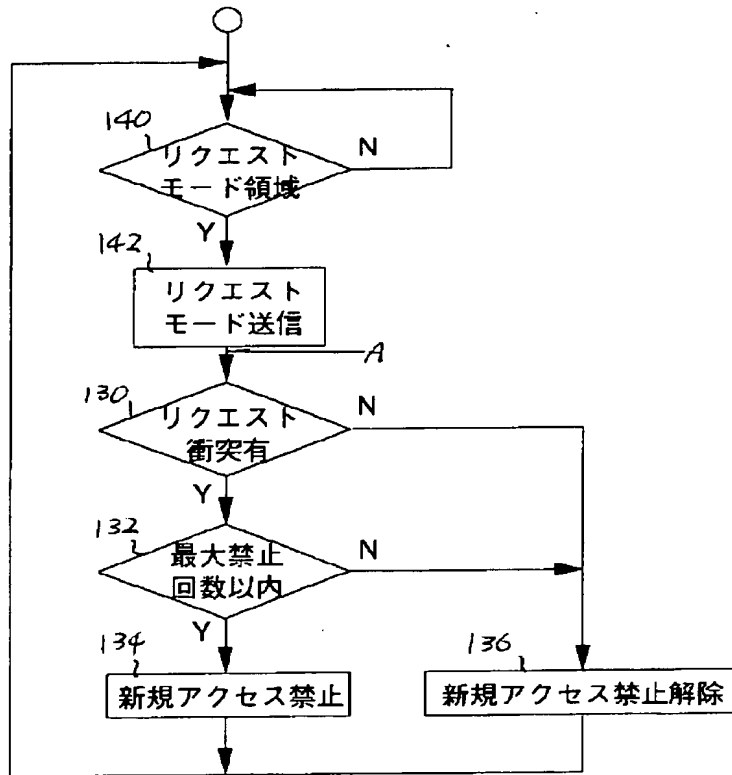 140
リクエスト
モード領域
N
Y
142
リクエスト
モード送信
A
130
リクエスト
衝突有
N
Y
132
最大禁止
回数以内
N
Y
134
新規アクセス禁止
136
新規アクセス禁止解除